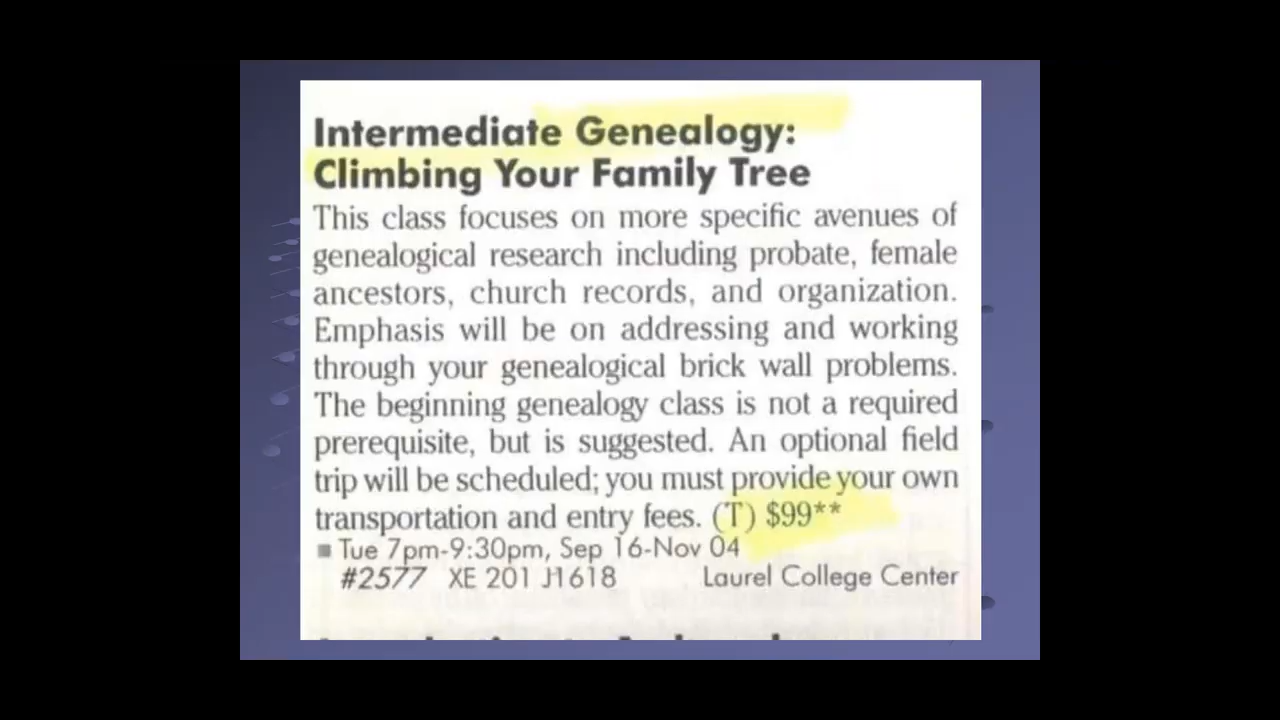 Intermediate Genealogy:
Climbing Your Family Tree
This class focuses on more specific avenues of
genealogical research including probate, female
ancestors, church records, and organization.
Emphasis will be on addressing and working
through your genealogical brick wall problems.
The beginning genealogy class is not a required
prerequisite, but is suggested. An optional field
trip will be scheduled; you must provide your own
transportation and entry fees. (T) $99**
Tue 7pm-9:30pm, Sep 16-Nov 04
#2577 XE 201 J1618 Laurel College Center